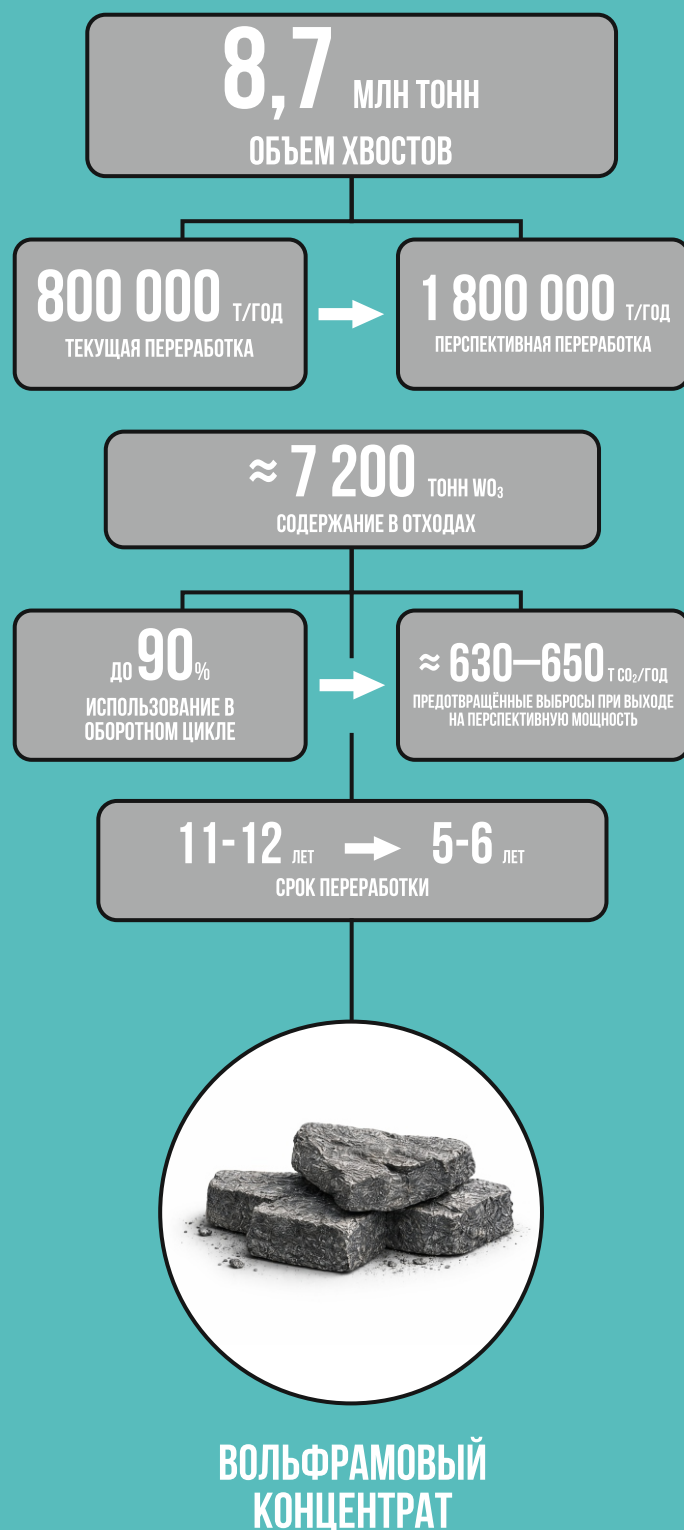 8,7 МЛН ТОНН
ОБЪЕМ ХВОСТОВ
800 000 Т/ГОД
ТЕКУЩАЯ ПЕРЕРАБОТКА
1 800 000 Т/ГОД
ПЕРСПЕКТИВНАЯ ПЕРЕРАБОТКА
≈ 7 200 ТОНН WO₃
СОДЕРЖАНИЕ В ОТХОДАХ
ДО 90%
ИСПОЛЬЗОВАНИЕ В
ОБОРОТНОМ ЦИКЛЕ
≈ 630–650 Т CO₂/ГОД
ПРЕДОТВРАЩЁННЫЕ ВЫБРОСЫ ПРИ ВЫХОДЕ
НА ПЕРСПЕКТИВНУЮ МОЩНОСТЬ
11-12 ЛЕТ 5-6 ЛЕТ
СРОК ПЕРЕРАБОТКИ
ВОЛЬФРАМОВЫЙ
КОНЦЕНТРАТ